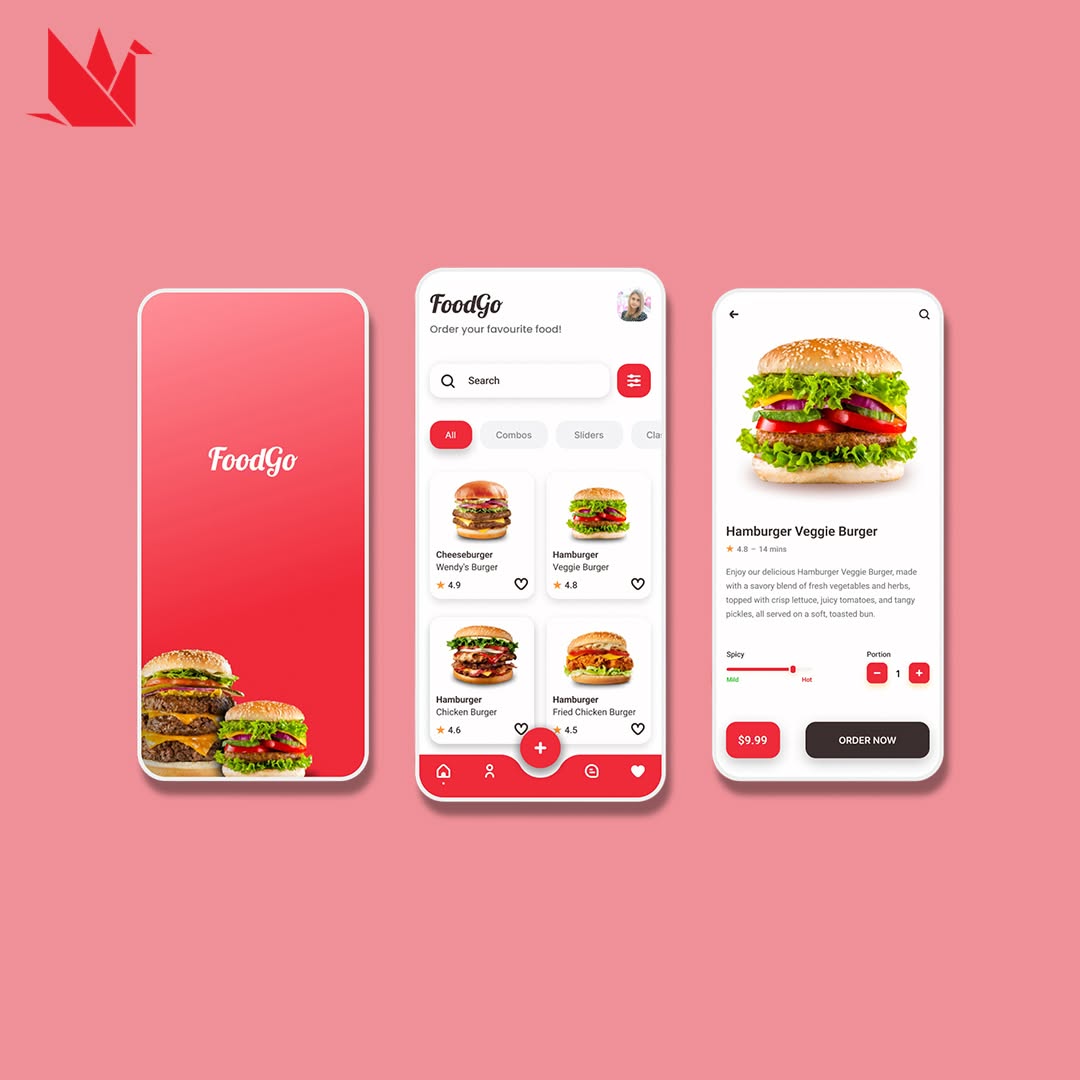 FoodGo
FoodGo
Order your favourite food!
Search
All
Combos
Sliders
Cla
Cheeseburger
Wendy's Burger
4.9
Hamburger
Veggie Burger
4.8
Hamburger
Chicken Burger
4.6
Hamburger
Fried Chicken Burger
4.5
+
Hamburger Veggie Burger
4.8 – 14 mins
Enjoy our delicious Hamburger Veggie Burger, made
with a savory blend of fresh vegetables and herbs,
topped with crisp lettuce, juicy tomatoes, and tangy
pickles, all served on a soft, toasted bun.
Spicy
Mild
Hot
Portion
− 1 +
$9.99
ORDER NOW